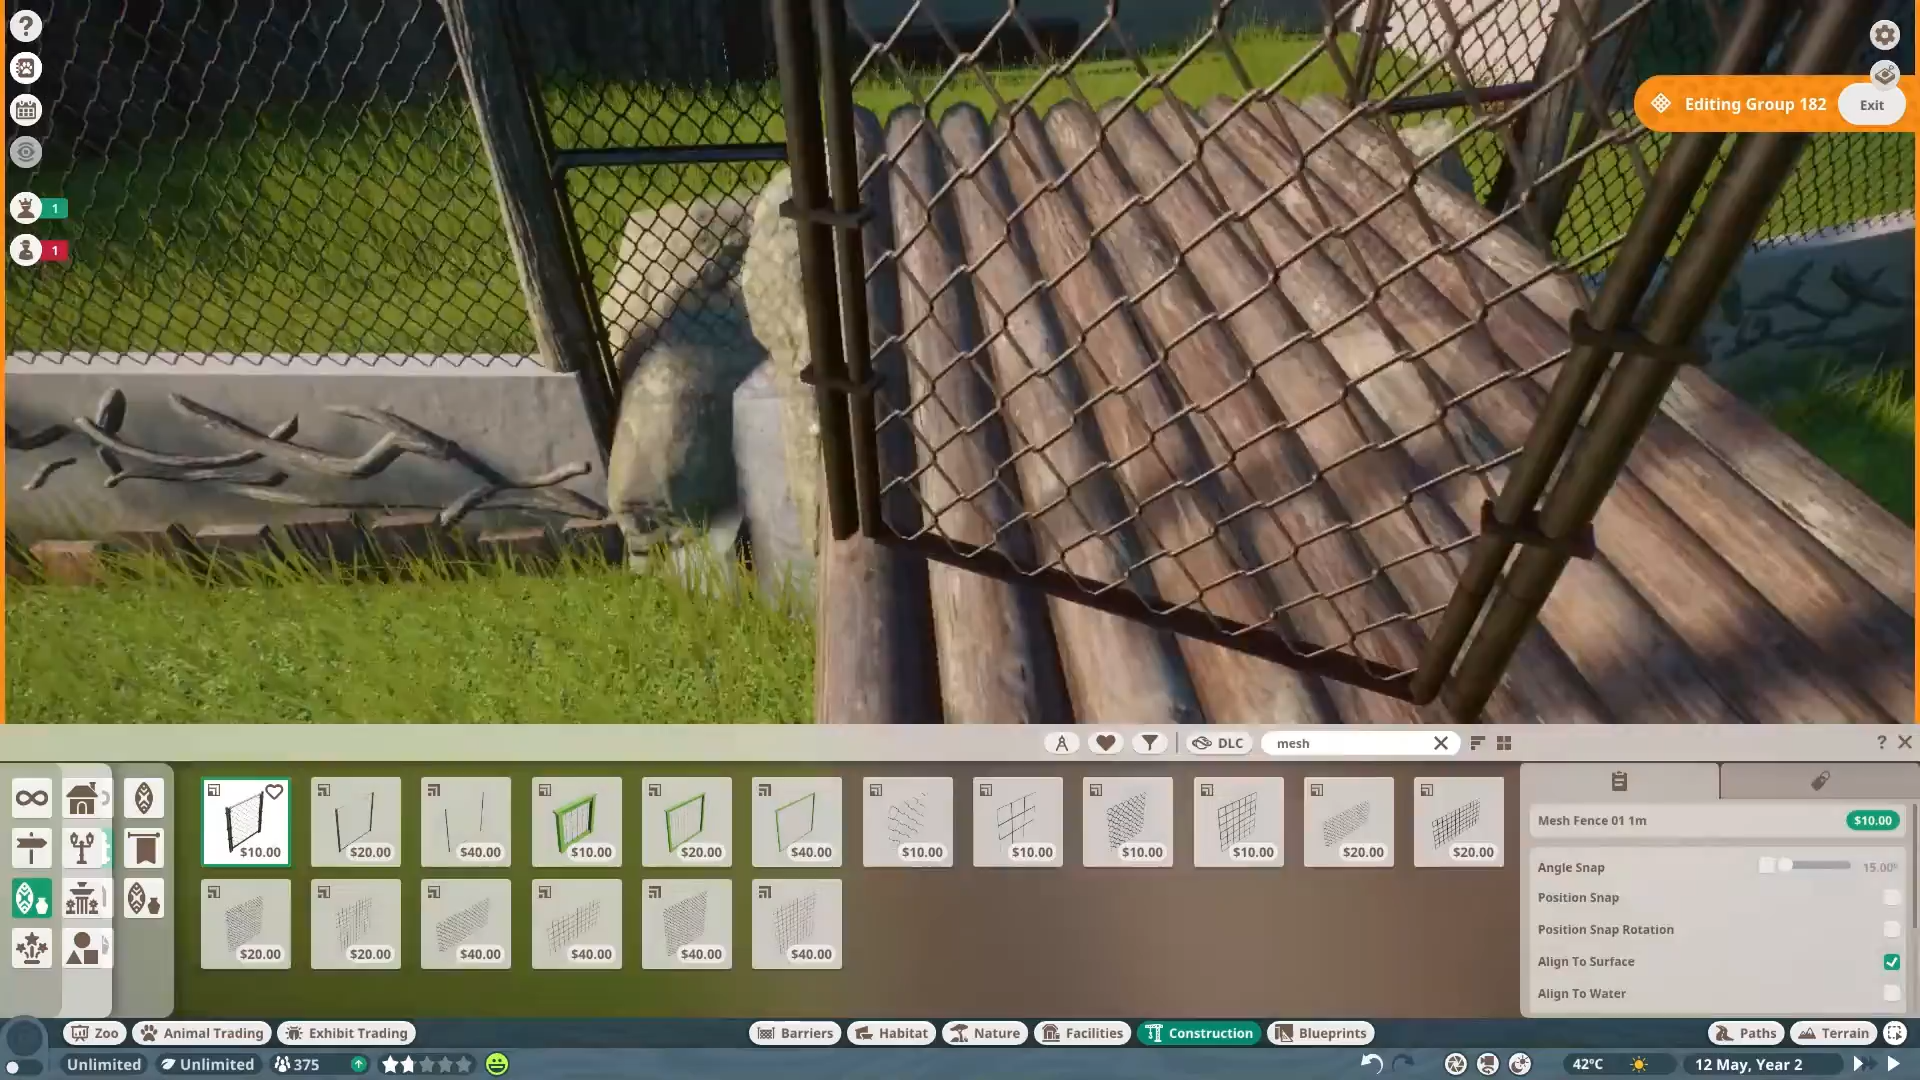 ?
Editing Group 182
Exit
1
1
DLC
mesh
?
$10.00
$20.00
$40.00
$10.00
$20.00
$40.00
$10.00
$10.00
$10.00
$10.00
$20.00
$20.00
$20.00
$20.00
$40.00
$40.00
$40.00
$40.00
Mesh Fence 01 1m
$10.00
Angle Snap
15.00°
Position Snap
Position Snap Rotation
Align To Surface
Align To Water
Zoo
Animal Trading
Exhibit Trading
Barriers
Habitat
Nature
Facilities
Construction
Blueprints
Paths
Terrain
Unlimited
Unlimited
375
42°C
12 May, Year 2